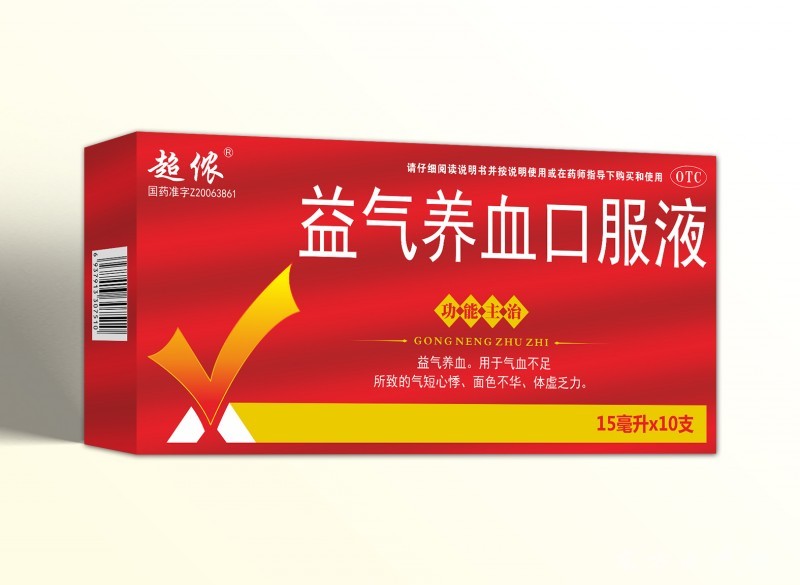 超侬®
国药准字Z20063861
请仔细阅读说明书并按说明使用或在药师指导下购买和使用
OTC
益气养血口服液
功能主治
GONG NENG ZHU ZHI
益气养血。用于气血不足
所致的气短心悸、面色不华、体虚乏力。
15毫升x10支
6937913307510